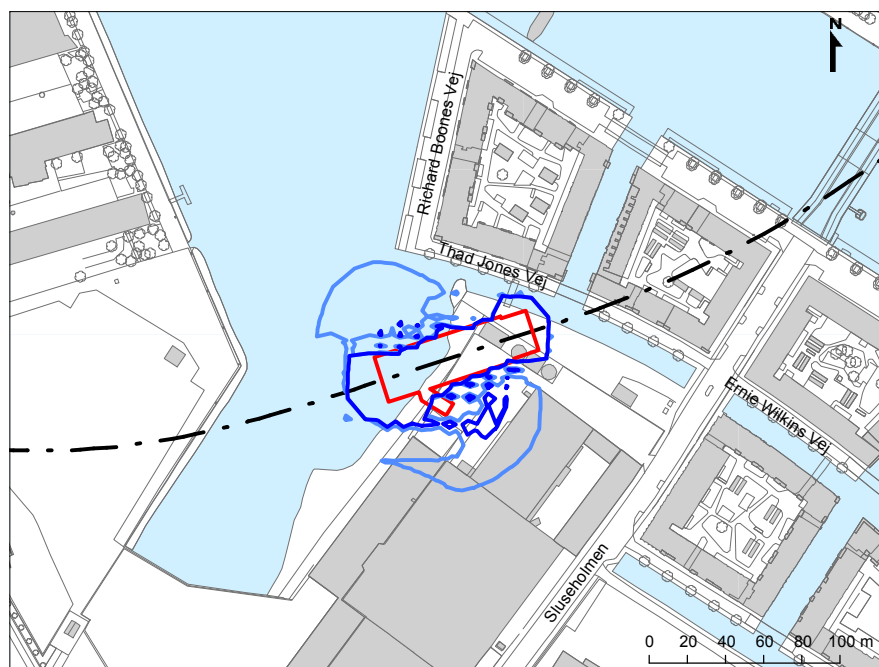 N
Richard Boones Vej
Thad Jones Vej
Ernie Wilkins Vej
Sluseholmen
0 20 40 60 80 100 m